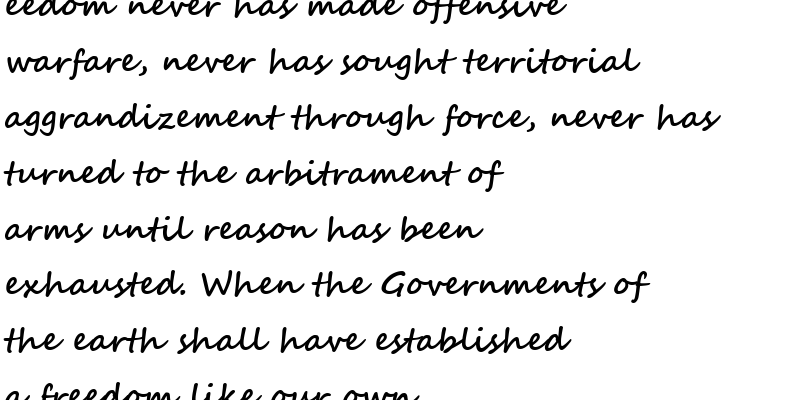 eedom never has made offensive
warfare, never has sought territorial
aggrandizement through force, never has
turned to the arbitrament of
arms until reason has been
exhausted. When the Governments of
the earth shall have established
a freedom like our own